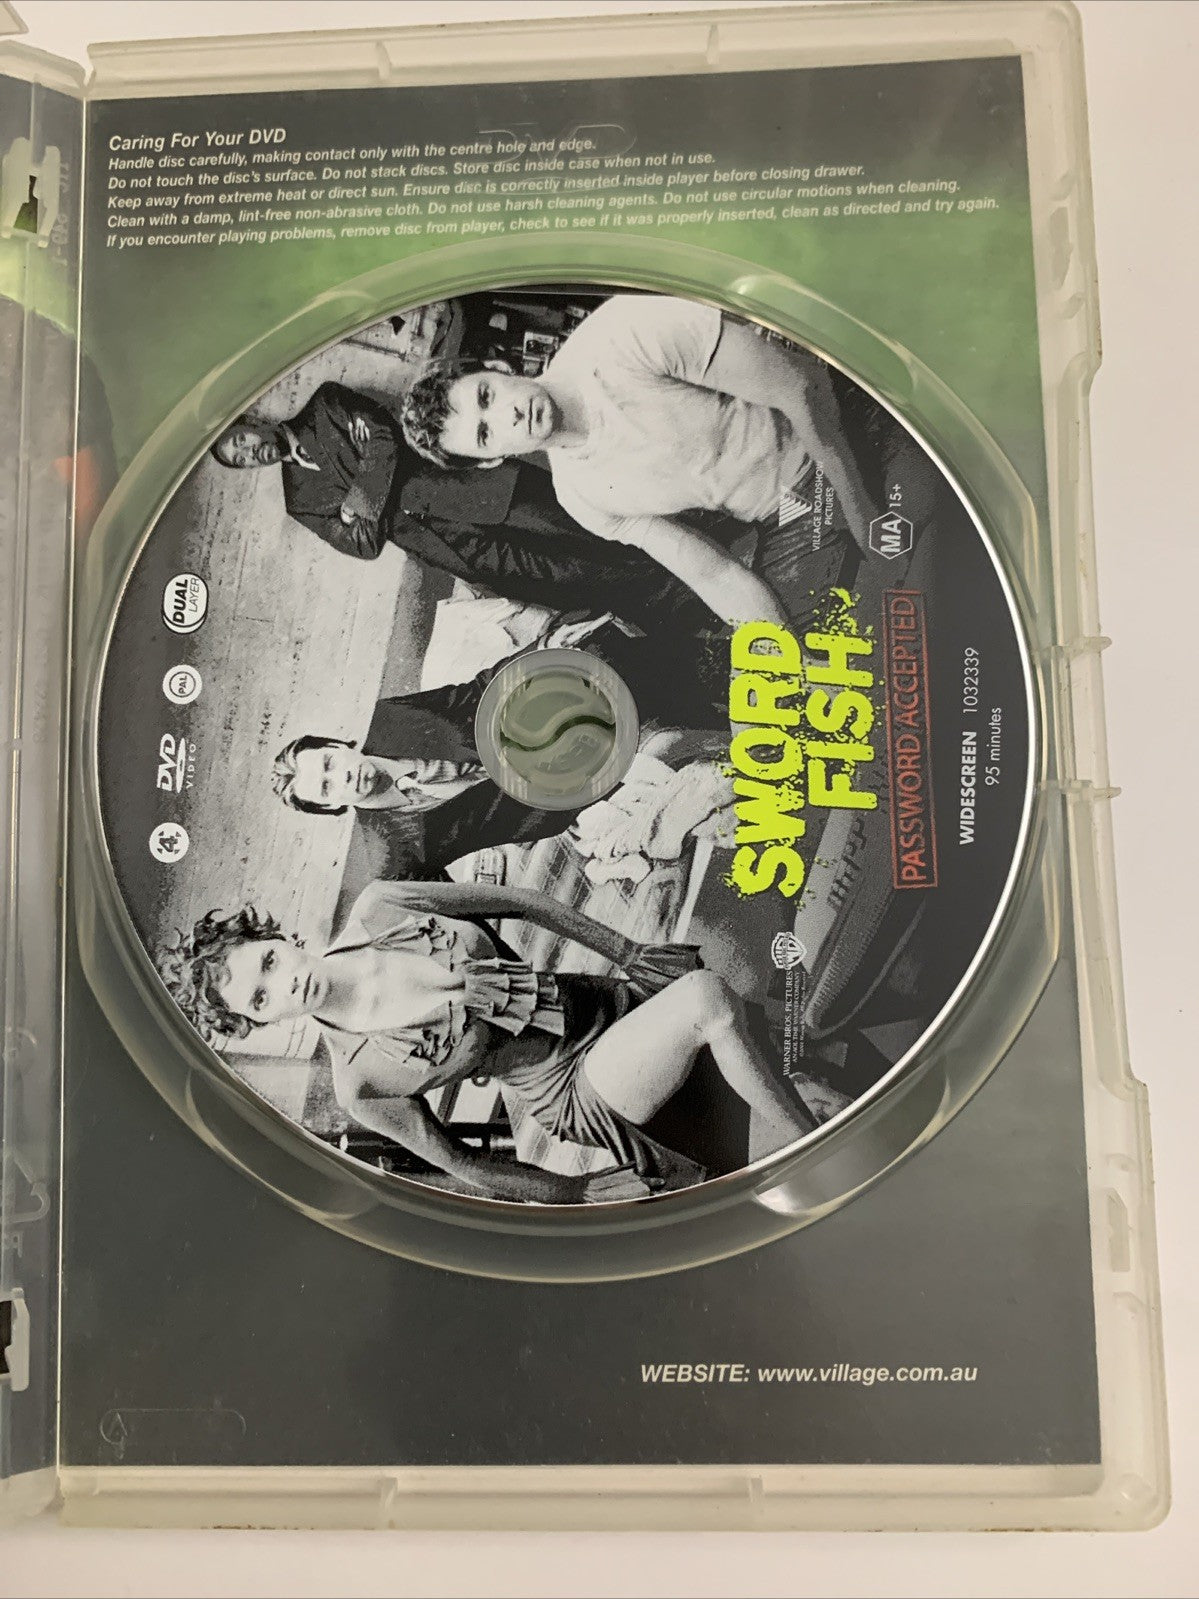 Caring For Your DVD
Handle disc carefully, making contact only with the centre hole and edge.
Do not touch the disc's surface. Do not stack discs. Store disc inside case when not in use.
Keep away from extreme heat or direct sun. Ensure disc is correctly inserted inside player before closing drawer.
Clean with a damp, lint-free non-abrasive cloth. Do not use harsh cleaning agents. Do not use circular motions when cleaning.
If you encounter playing problems, remove disc from player, check to see if it was properly inserted, clean as directed and try again.
DVD
DUAL
LAYER
PAL
DVD
VIDEO
4
VILLAGE ROADSHOW
PICTURES
MA 15+
SWORD
FISH
PASSWORD ACCEPTED
WIDESCREEN 1032339
95 minutes
WB
WARNER BROS. PICTURES
WEBSITE: www.village.com.au